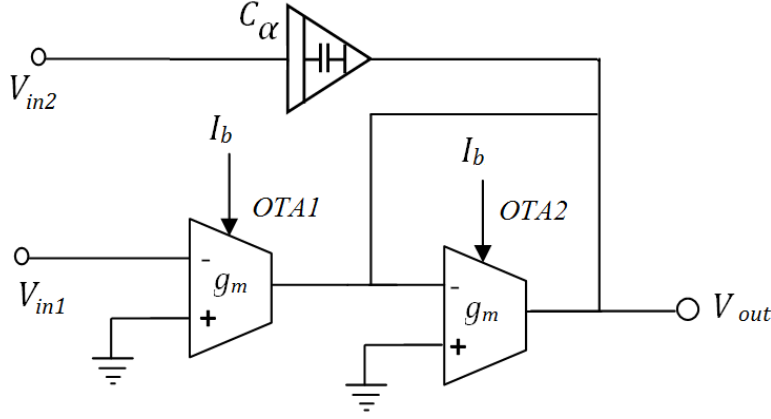 Cα
Vin2
Ib
Ib
OTA1
OTA2
-
gm
+
Vin1
-
gm
+
Vout